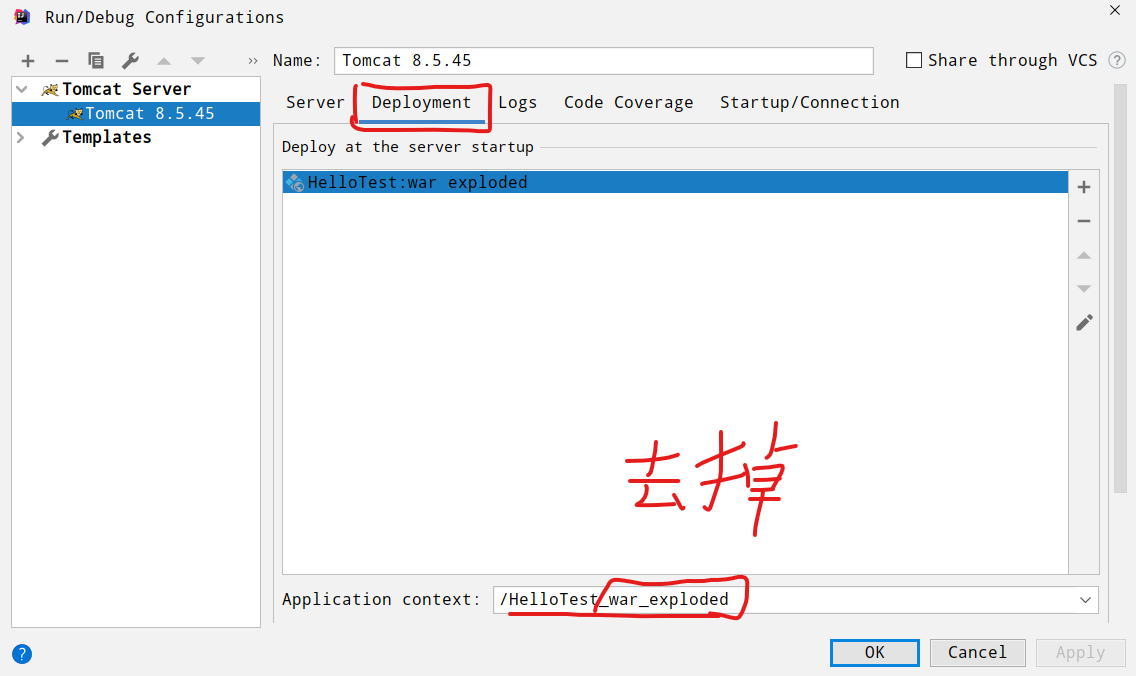 Run/Debug Configurations
Name: Tomcat 8.5.45 Share through VCS ?
Tomcat Server
Tomcat 8.5.45
Templates
Server Deployment Logs Code Coverage Startup/Connection
Deploy at the server startup
HelloTest:war exploded
去掉
Application context: /HelloTest_war_exploded
? OK Cancel Apply